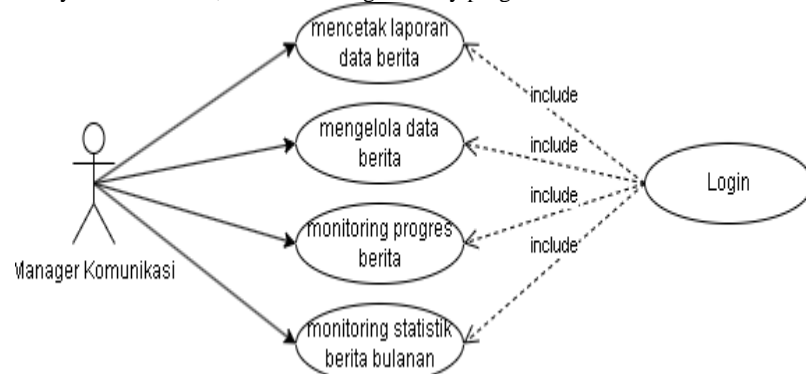 mencetak laporan
data berita
include
mengelola data
berita
include
Login
include
monitoring progres
berita
include
Manager Komunikasi
monitoring statistik
berita bulanan